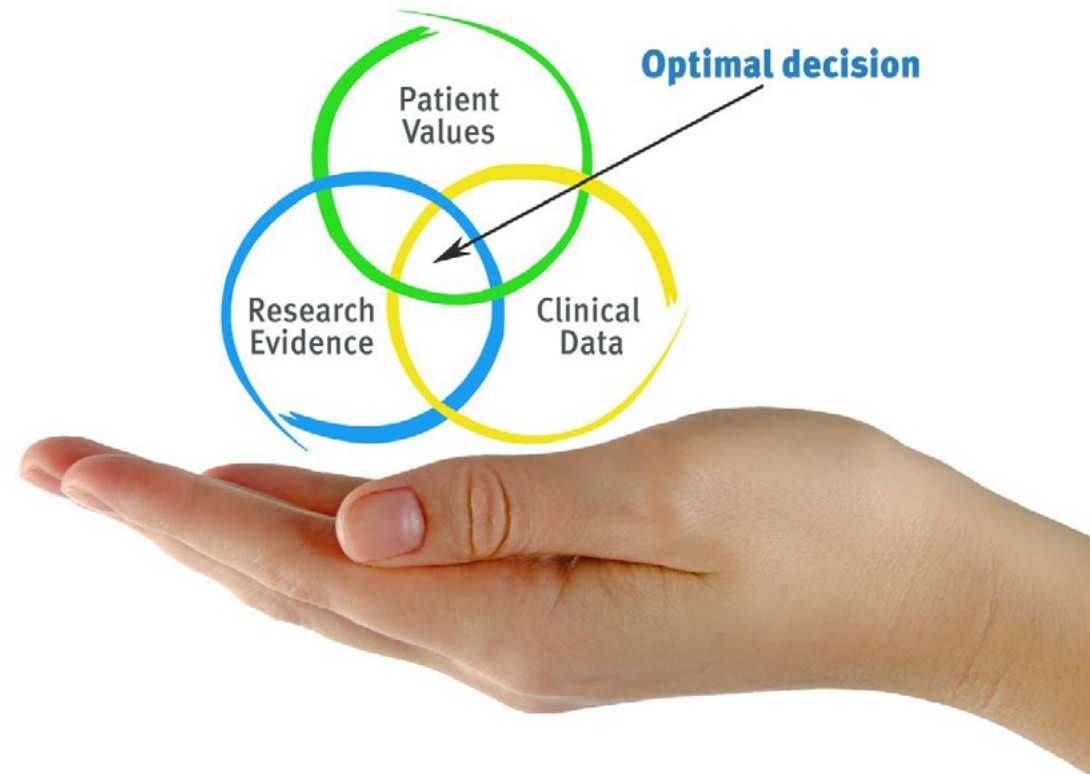 Optimal decision
Patient
Values
Research
Evidence
Clinical
Data